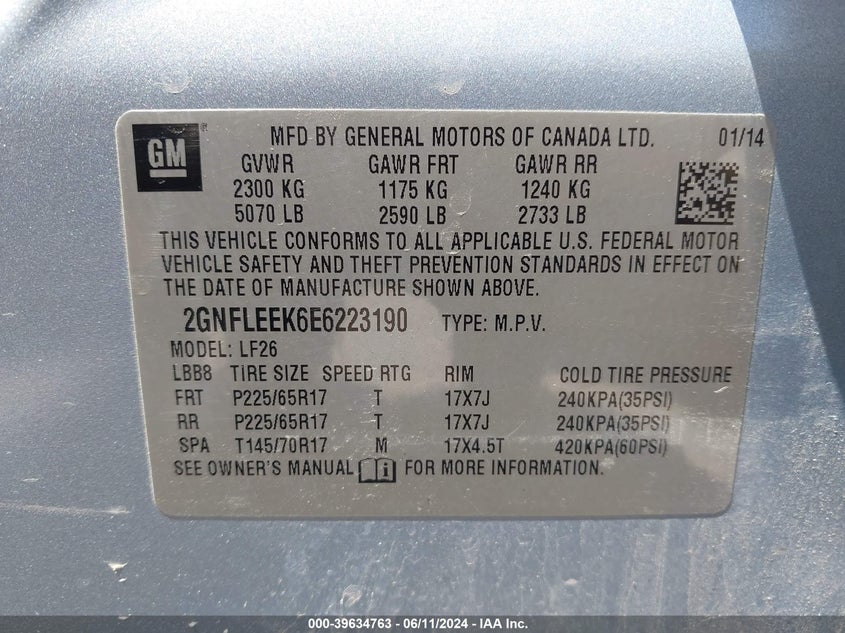 GM ® MFD BY GENERAL MOTORS OF CANADA LTD. 01/14
GVWR GAWR FRT GAWR RR
2300 KG 1175 KG 1240 KG
5070 LB 2590 LB 2733 LB
THIS VEHICLE CONFORMS TO ALL APPLICABLE U.S. FEDERAL MOTOR
VEHICLE SAFETY AND THEFT PREVENTION STANDARDS IN EFFECT ON
THE DATE OF MANUFACTURE SHOWN ABOVE.
2GNFLEEK6E6223190 TYPE: M.P.V.
MODEL: LF26
LBB8 TIRE SIZE SPEED RTG RIM COLD TIRE PRESSURE
FRT P225/65R17 T 17X7J 240KPA(35PSI)
RR P225/65R17 T 17X7J 240KPA(35PSI)
SPA T145/70R17 M 17X4.5T 420KPA(60PSI)
SEE OWNER'S MANUAL FOR MORE INFORMATION.
000-39634763 - 06/11/2024 - IAA Inc.